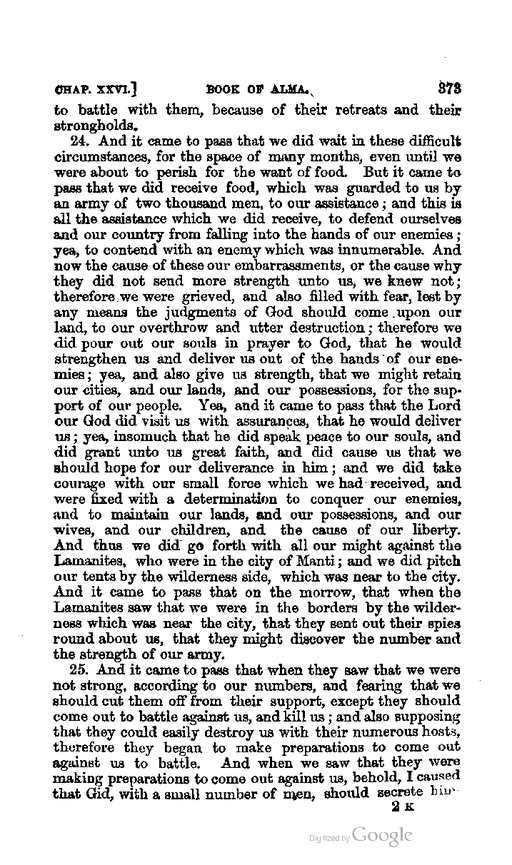 CHAP. XXVI.] BOOK OF ALMA. 373
to battle with them, because of their retreats and their
strongholds.
24. And it came to pass that we did wait in these difficult
circumstances, for the space of many months, even until we
were about to perish for the want of food. But it came to
pass that we did receive food, which was guarded to us by
an army of two thousand men, to our assistance; and this is
all the assistance which we did receive, to defend ourselves
and our country from falling into the hands of our enemies;
yea, to contend with an enemy which was innumerable. And
now the cause of these our embarrassments, or the cause why
they did not send more strength unto us, we knew not;
therefore we were grieved, and also filled with fear, lest by
any means the judgments of God should come upon our
land, to our overthrow and utter destruction; therefore we
did pour out our souls in prayer to God, that he would
strengthen us and deliver us out of the hands of our ene-
mies; yea, and also give us strength, that we might retain
our cities, and our lands, and our possessions, for the sup-
port of our people. Yea, and it came to pass that the Lord
our God did visit us with assurances, that he would deliver
us; yea, insomuch that he did speak peace to our souls, and
did grant unto us great faith, and did cause us that we
should hope for our deliverance in him; and we did take
courage with our small force which we had received, and
were fixed with a determination to conquer our enemies,
and to maintain our lands, and our possessions, and our
wives, and our children, and the cause of our liberty.
And thus we did go forth with all our might against the
Lamanites, who were in the city of Manti; and we did pitch
our tents by the wilderness side, which was near to the city.
And it came to pass that on the morrow, that when the
Lamanites saw that we were in the borders by the wilder-
ness which was near the city, that they sent out their spies
round about us, that they might discover the number and
the strength of our army.
25. And it came to pass that when they saw that we were
not strong, according to our numbers, and fearing that we
should cut them off from their support, except they should
come out to battle against us, and kill us; and also supposing
that they could easily destroy us with their numerous hosts,
therefore they began to make preparations to come out
against us to battle. And when we saw that they were
making preparations to come out against us, behold, I caused
that Gid, with a small number of men, should secrete him-
2 K
Digitized by Google